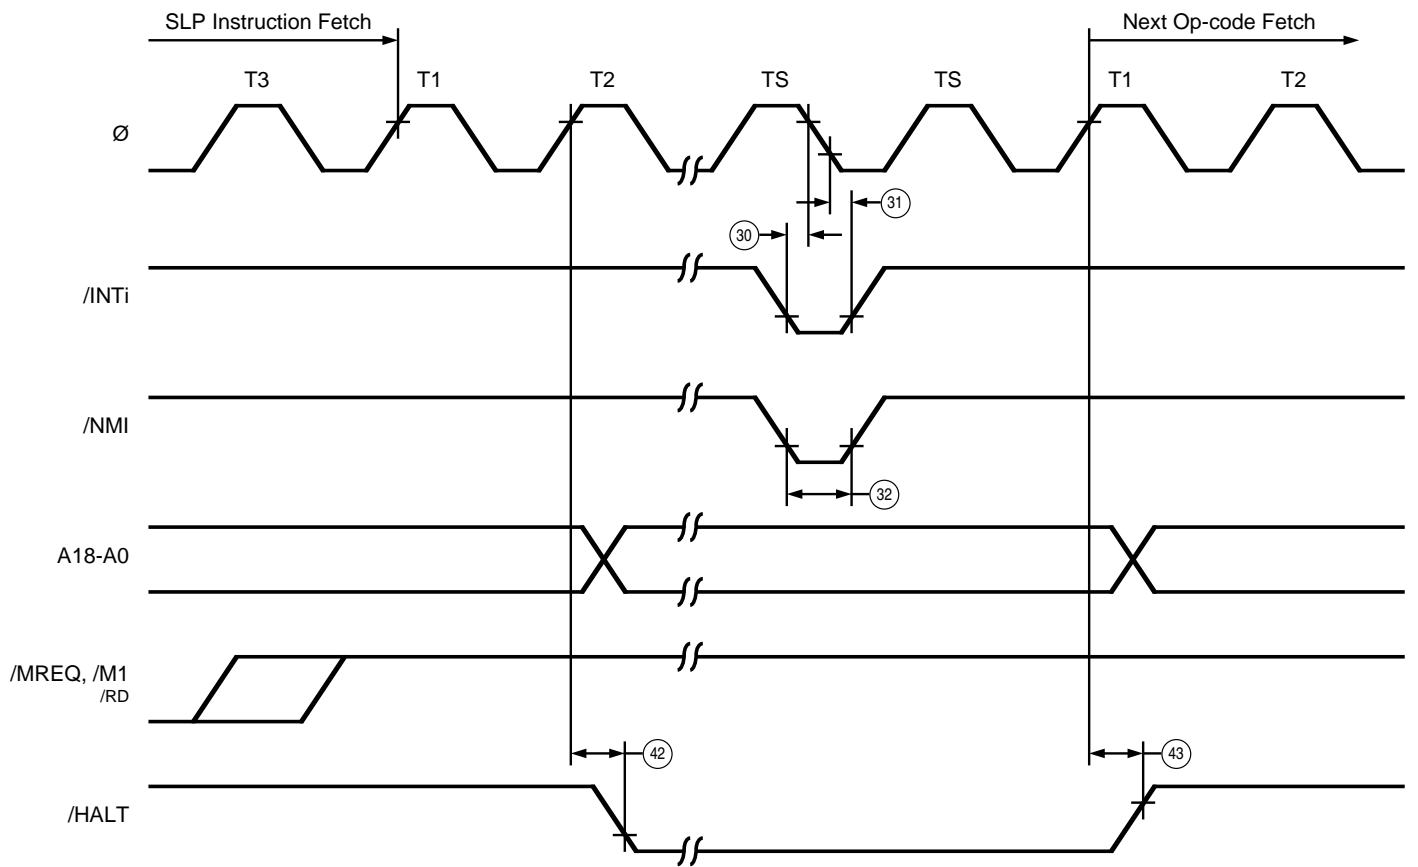 SLP Instruction Fetch
Next Op-code Fetch
T3
T1
T2
TS
TS
T1
T2
Ø
31
30
/INTi
/NMI
32
A18-A0
/MREQ, /M1
/RD
42
43
/HALT